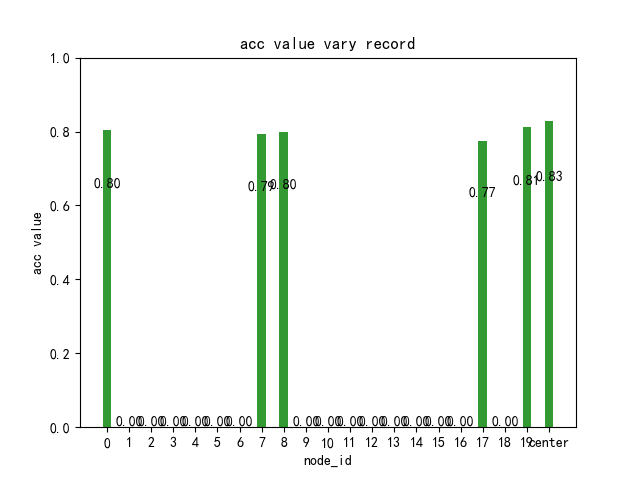 acc value vary record
1.0
0.8
0.6
0.4
0.2
0.0
acc value
0.80 0.00 0.00 0.00 0.00 0.00 0.00 0.79 0.80 0.00 0.00 0.00 0.00 0.00 0.00 0.00 0.00 0.77 0.00 0.81 0.83
0 1 2 3 4 5 6 7 8 9 10 11 12 13 14 15 16 17 18 19 center
node_id